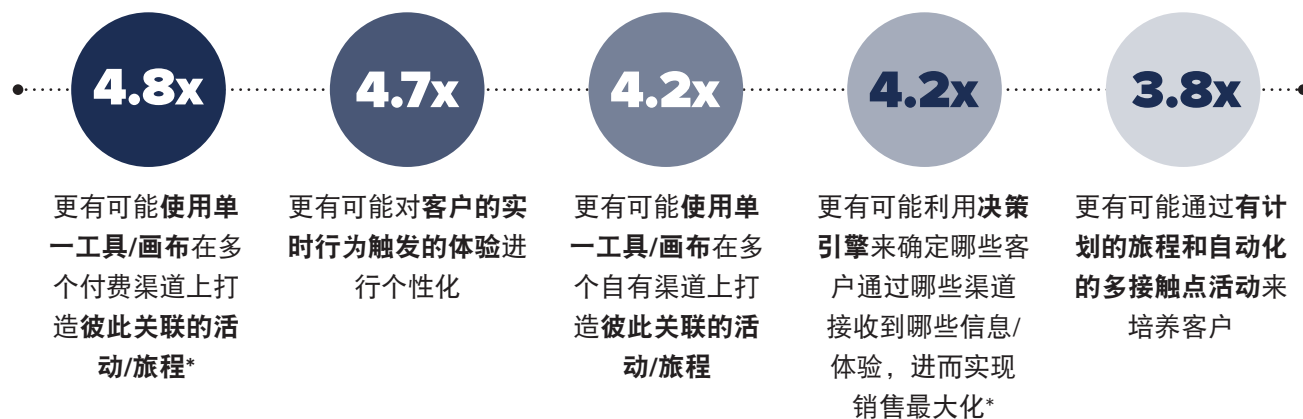 4.8x
更有可能使用单
一工具/画布在多
个付费渠道上打
造彼此关联的活
动/旅程*
4.7x
更有可能对客户的实
时行为触发的体验进
行个性化
4.2x
更有可能使用单
一工具/画布在多
个自有渠道上打
造彼此关联的活
动/旅程
4.2x
更有可能利用决策
引擎来确定哪些客
户通过哪些渠道
接收到哪些信息/
体验，进而实现
销售最大化*
3.8x
更有可能通过有计
划的旅程和自动化
的多接触点活动来
培养客户